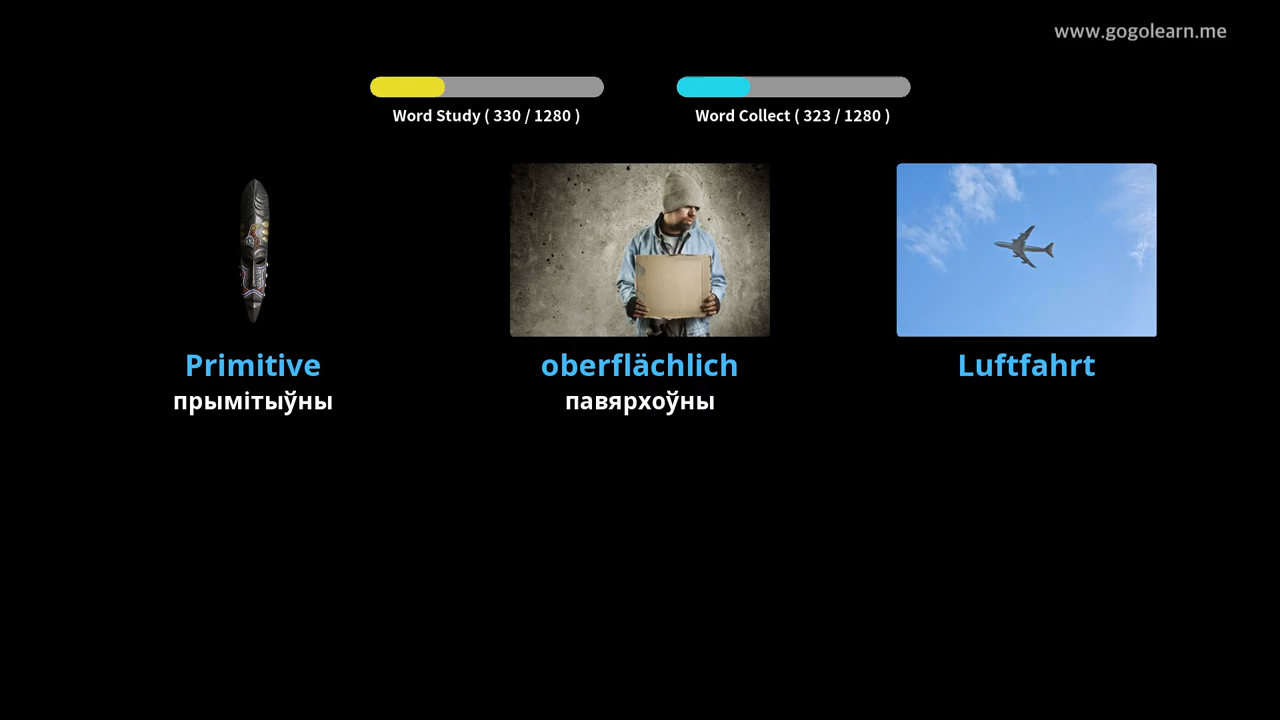 www.gogolearn.me
Word Study ( 330 / 1280 )
Word Collect ( 323 / 1280 )
Primitive
прымітыўны
oberflächlich
павярхоўны
Luftfahrt